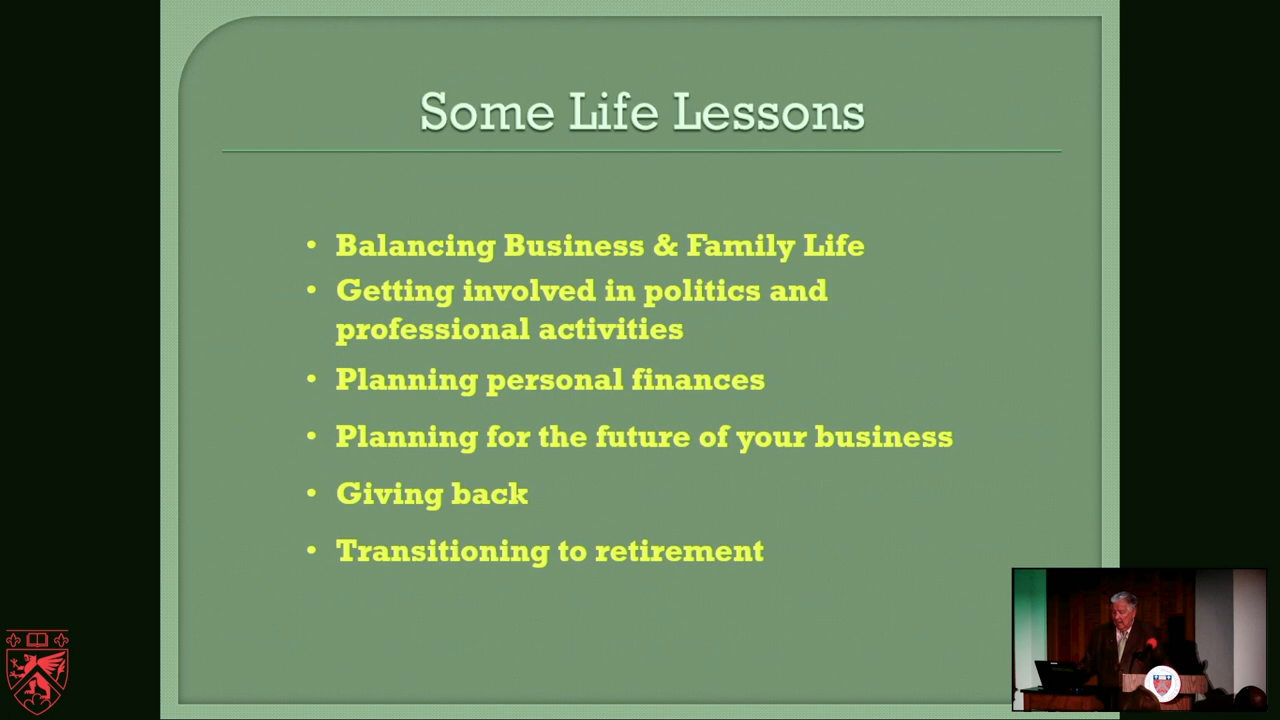 Some Life Lessons
• Balancing Business & Family Life
• Getting involved in politics and
professional activities
• Planning personal finances
• Planning for the future of your business
• Giving back
• Transitioning to retirement